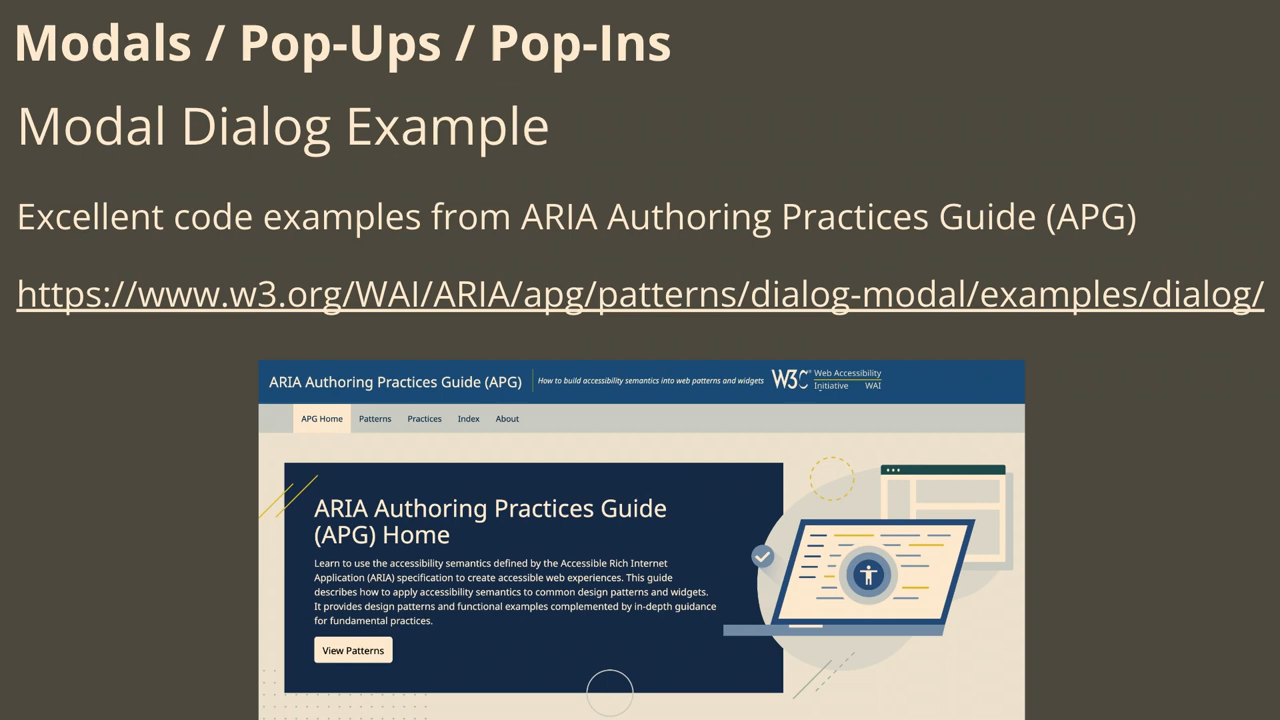 Modals / Pop-Ups / Pop-Ins
Modal Dialog Example
Excellent code examples from ARIA Authoring Practices Guide (APG)
https://www.w3.org/WAI/ARIA/apg/patterns/dialog-modal/examples/dialog/
ARIA Authoring Practices Guide (APG)
How to build accessibility semantics into web patterns and widgets
W3C Web Accessibility
Initiative WAI
APG Home Patterns Practices Index About
ARIA Authoring Practices Guide
(APG) Home
Learn to use the accessibility semantics defined by the Accessible Rich Internet
Application (ARIA) specification to create accessible web experiences. This guide
describes how to apply accessibility semantics to common design patterns and widgets.
It provides design patterns and functional examples complemented by in-depth guidance
for fundamental practices.
View Patterns